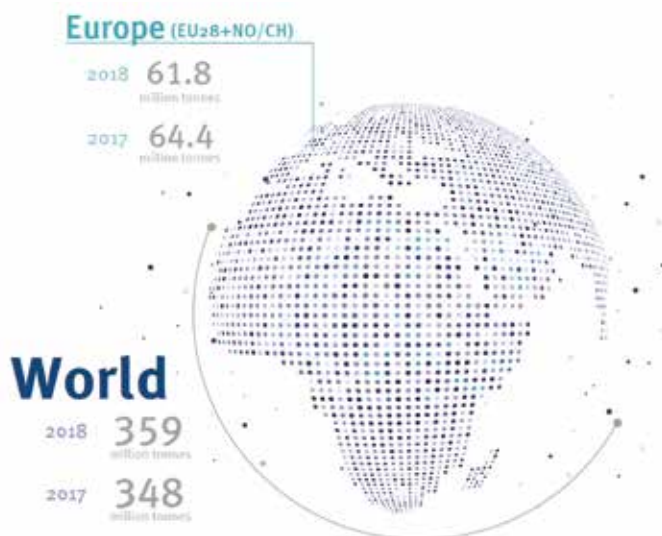 Europe (EU28+NO/CH)
2018 61.8
million tonnes
2017 64.4
million tonnes
World
2018 359
million tonnes
2017 348
million tonnes